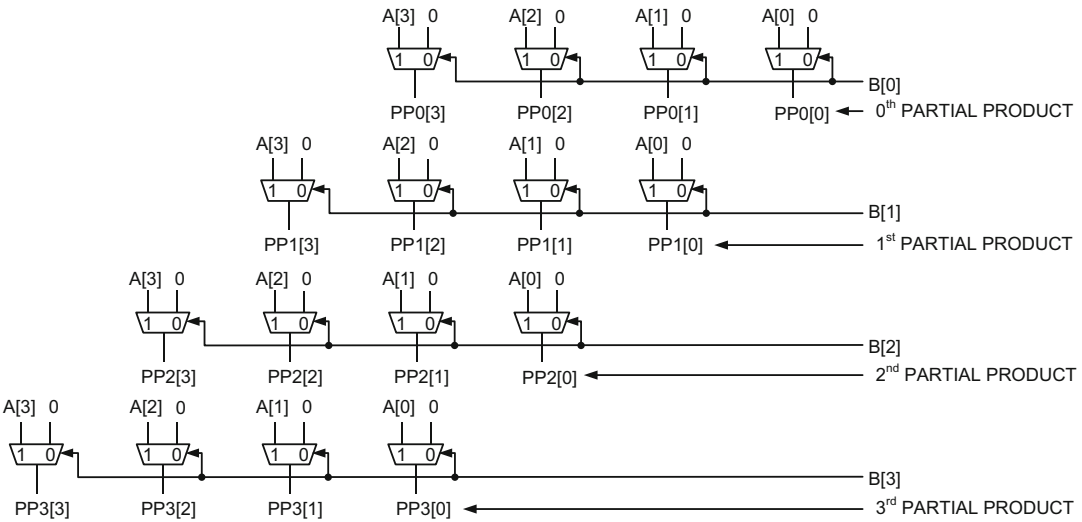 A[3] 0 A[2] 0 A[1] 0 A[0] 0
1 0 1 0 1 0 1 0
B[0]
PP0[3] PP0[2] PP0[1] PP0[0] 0th PARTIAL PRODUCT
A[3] 0 A[2] 0 A[1] 0 A[0] 0
1 0 1 0 1 0 1 0
B[1]
PP1[3] PP1[2] PP1[1] PP1[0] 1st PARTIAL PRODUCT
A[3] 0 A[2] 0 A[1] 0 A[0] 0
1 0 1 0 1 0 1 0
B[2]
PP2[3] PP2[2] PP2[1] PP2[0] 2nd PARTIAL PRODUCT
A[3] 0 A[2] 0 A[1] 0 A[0] 0
1 0 1 0 1 0 1 0
B[3]
PP3[3] PP3[2] PP3[1] PP3[0] 3rd PARTIAL PRODUCT